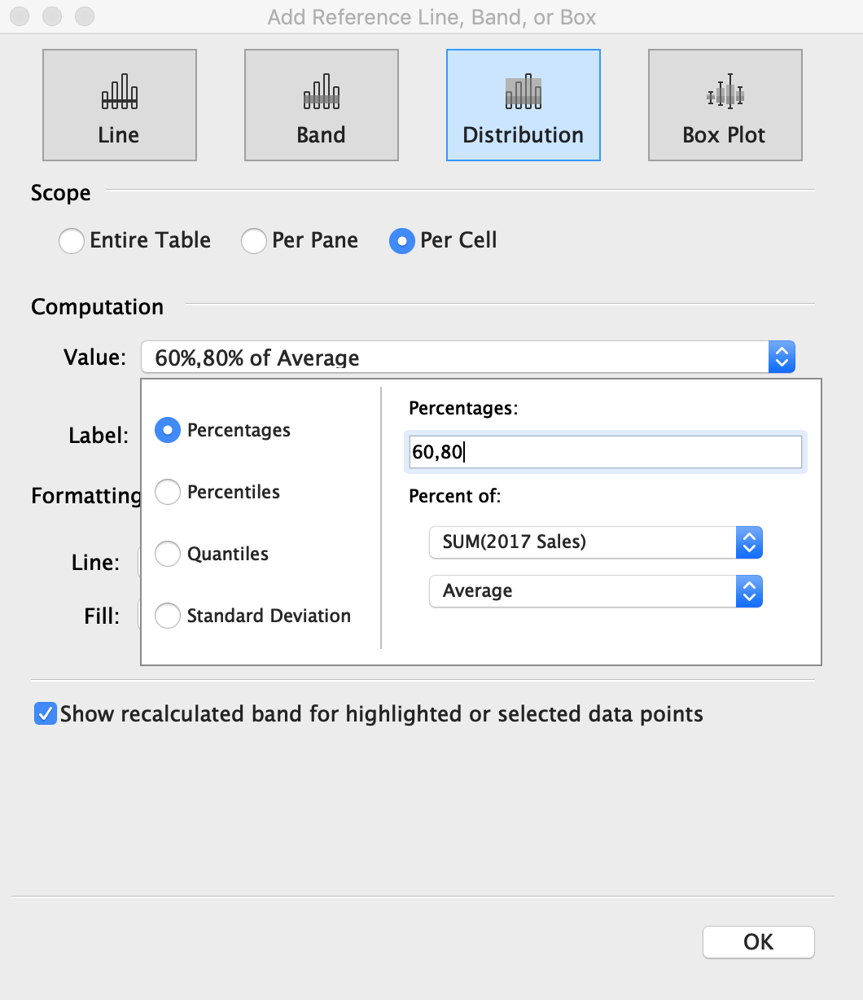 Add Reference Line, Band, or Box
Line
Band
Distribution
Box Plot
Scope
Entire Table
Per Pane
Per Cell
Computation
Value:
60%,80% of Average
Label:
Formatting
Line:
Fill:
Percentages
Percentiles
Quantiles
Standard Deviation
Percentages:
60,80
Percent of:
SUM(2017 Sales)
Average
Show recalculated band for highlighted or selected data points
OK